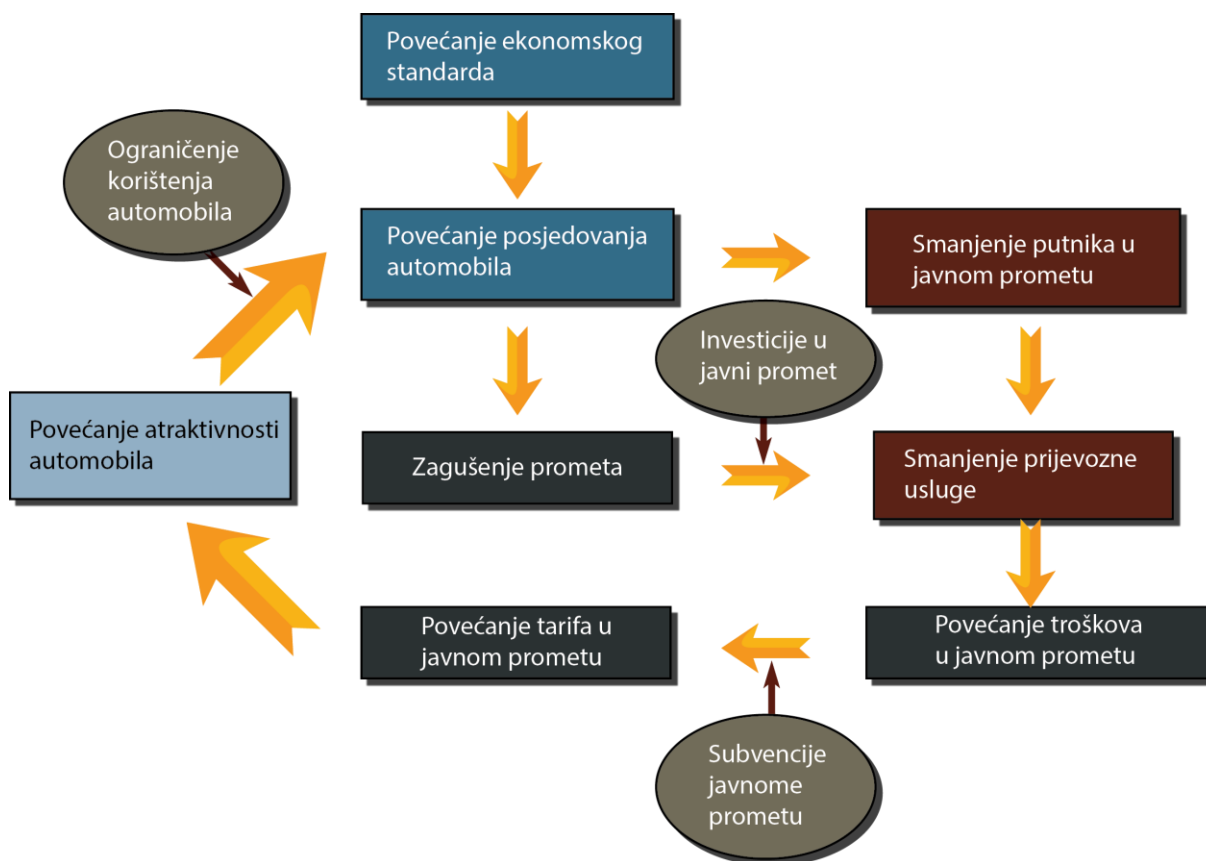 Povećanje ekonomskog
standarda
Ograničenje
korištenja
automobila
Povećanje posjedovanja
automobila
Smanjenje putnika u
javnom prometu
Investicije u
javni promet
Povećanje atraktivnosti
automobila
Zagušenje prometa
Smanjenje prijevozne
usluge
Povećanje tarifa u
javnom prometu
Povećanje troškova
u javnom prometu
Subvencije
javnome
prometu